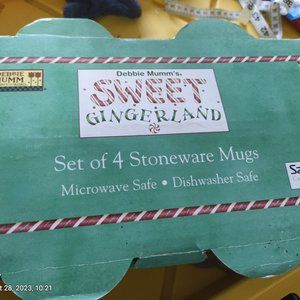 Debbie Mumm's®
SWEET
GINGERLAND
DEBBIE
MUMM
Set of 4 Stoneware Mugs
Microwave Safe • Dishwasher Safe
28, 2023, 10:21